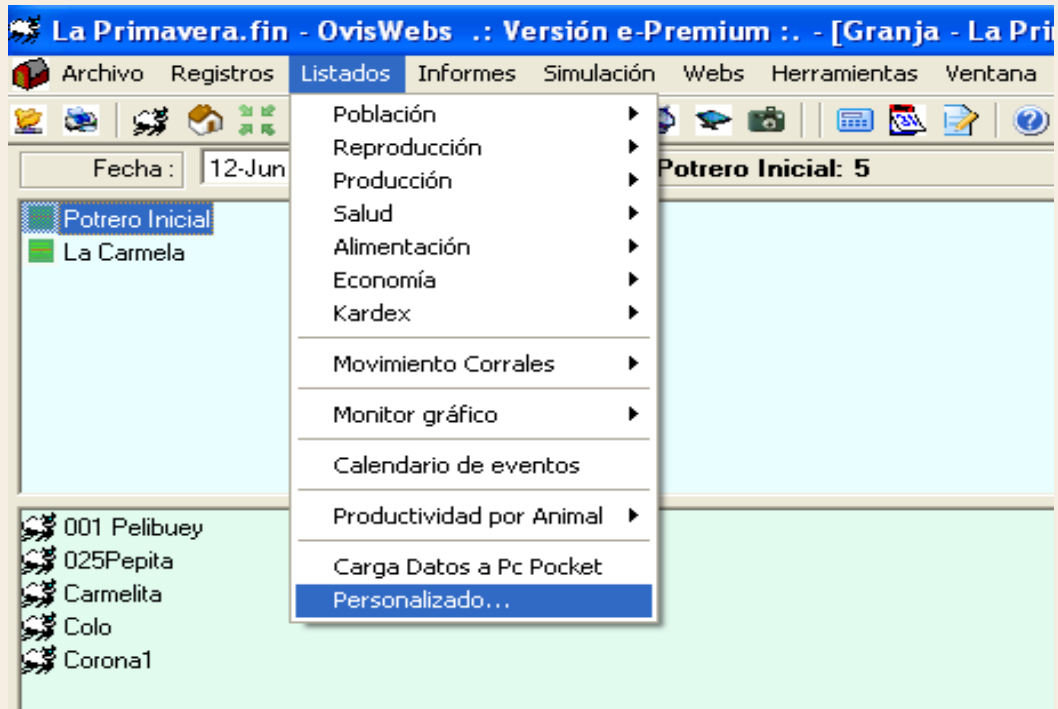 La Primavera.fin - OvisWebs .: Versión e-Premium :. - [Granja - La Pri
Archivo Registros Listados Informes Simulación Webs Herramientas Ventana
Fecha : 12-Jun
Potrero Inicial: 5
Potrero Inicial
La Carmela
Población
Reproducción
Producción
Salud
Alimentación
Economía
Kardex
Movimiento Corrales
Monitor gráfico
Calendario de eventos
Productividad por Animal
Carga Datos a Pc Pocket
Personalizado...
001 Pelibuey
025Pepita
Carmelita
Colo
Corona1